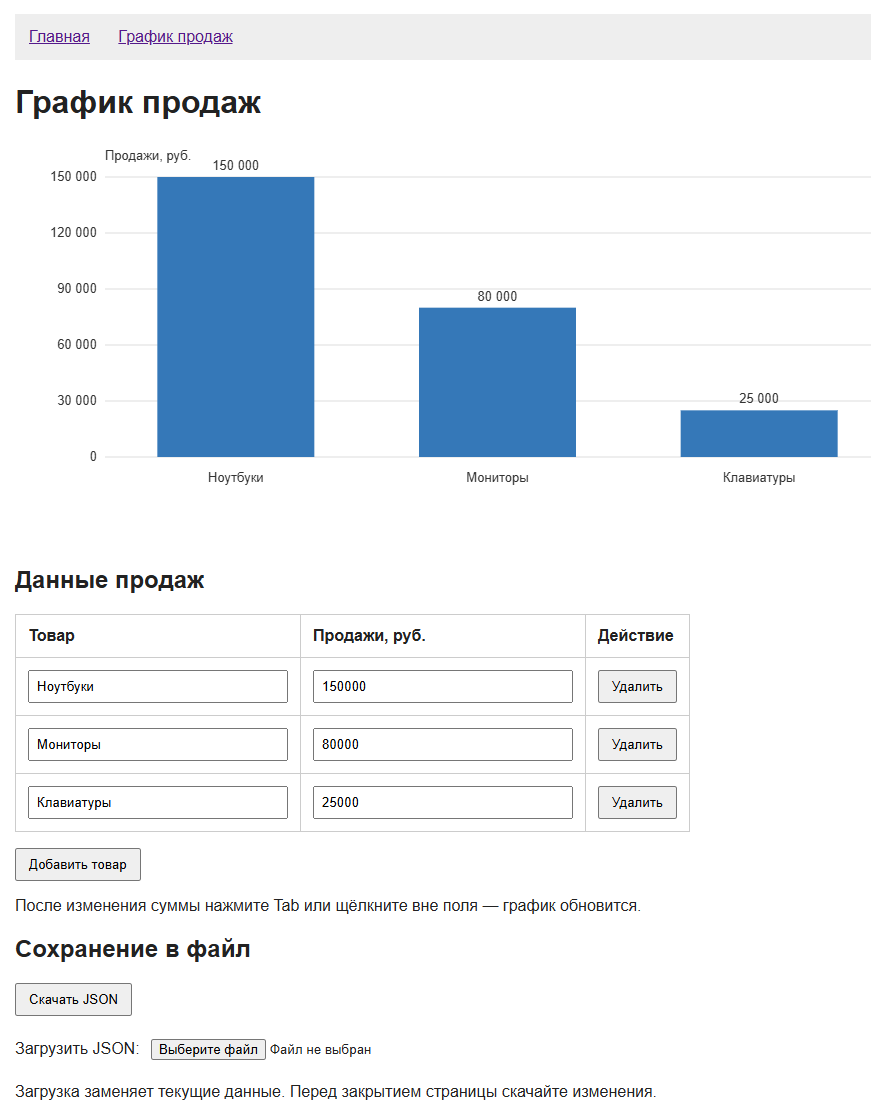 Главная График продаж
График продаж
Продажи, руб.
150 000
150 000
120 000
90 000
80 000
60 000
30 000
25 000
0
Ноутбуки Мониторы Клавиатуры
Данные продаж
Товар Продажи, руб. Действие
Ноутбуки 150000 Удалить
Мониторы 80000 Удалить
Клавиатуры 25000 Удалить
Добавить товар
После изменения суммы нажмите Tab или щёлкните вне поля — график обновится.
Сохранение в файл
Скачать JSON
Загрузить JSON: Выберите файл Файл не выбран
Загрузка заменяет текущие данные. Перед закрытием страницы скачайте изменения.